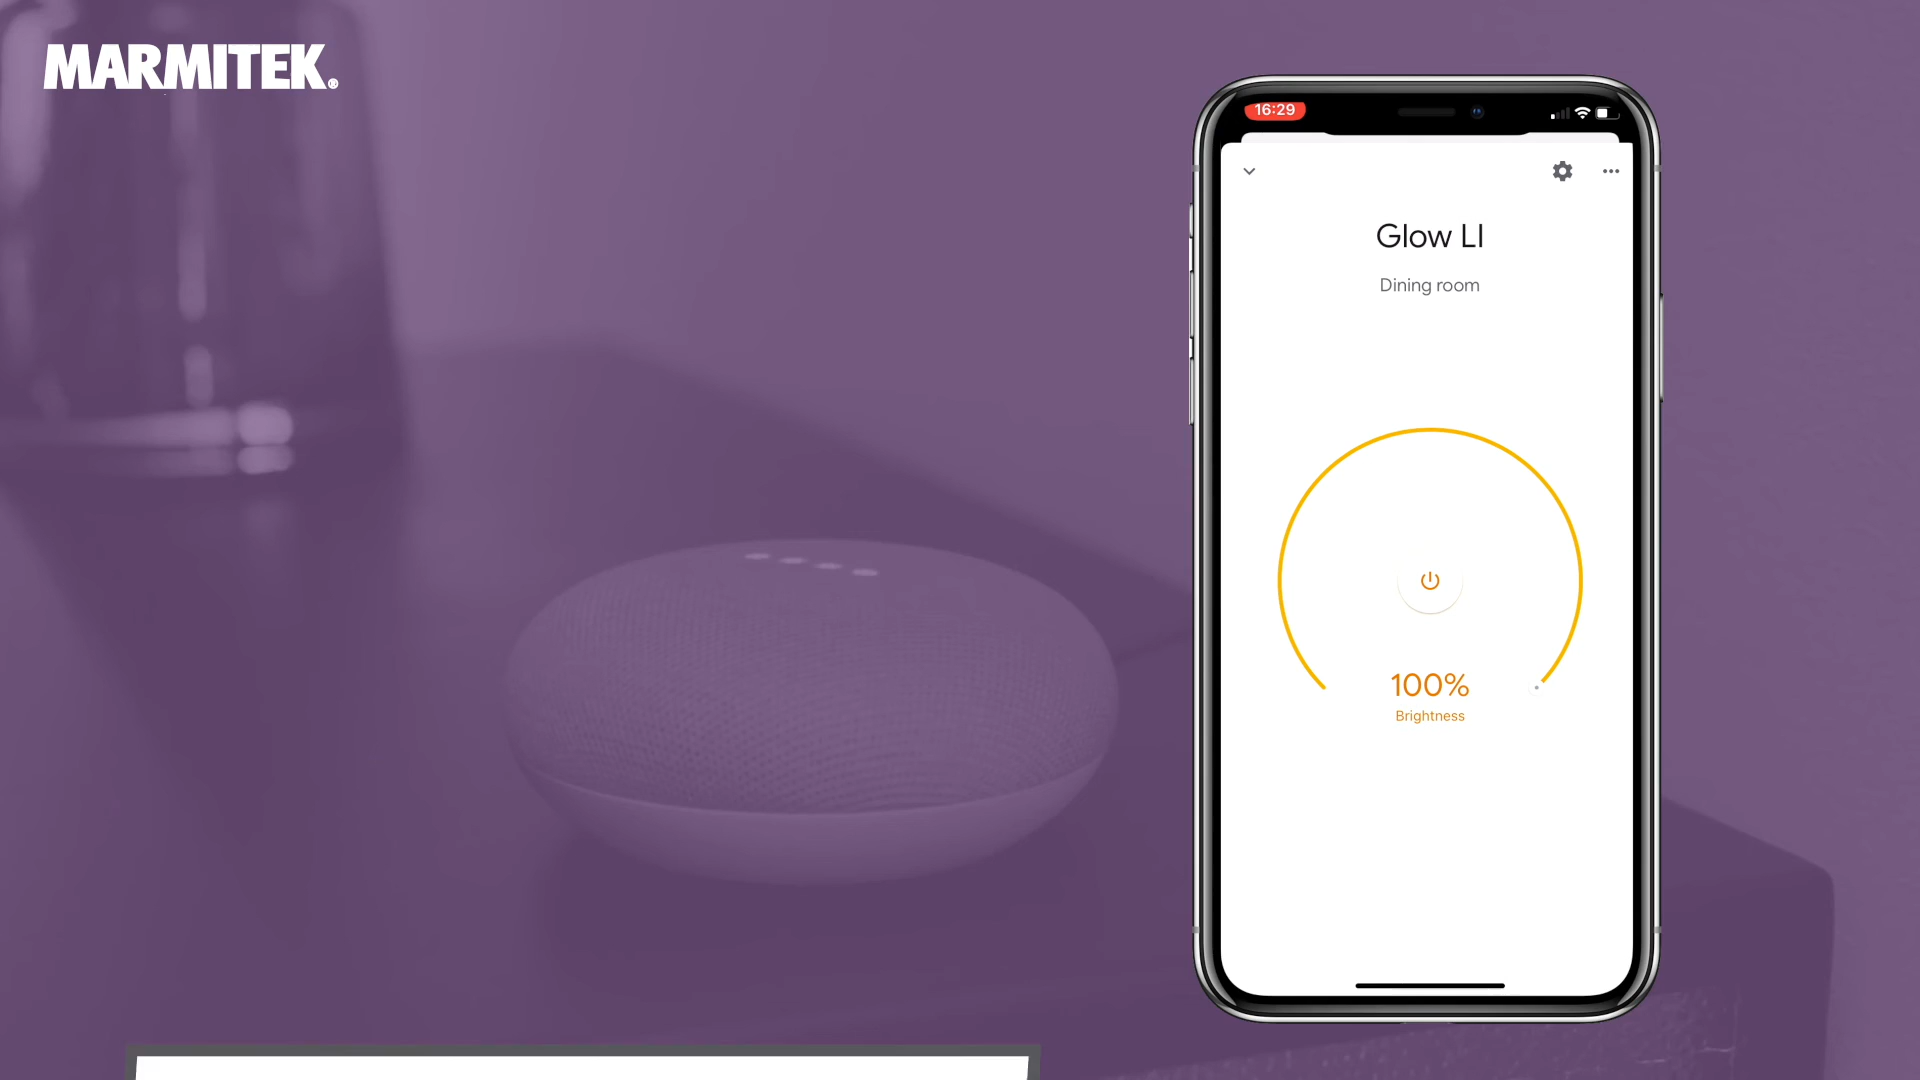 MARMITEK®
16:29
Glow LI
Dining room
100%
Brightness